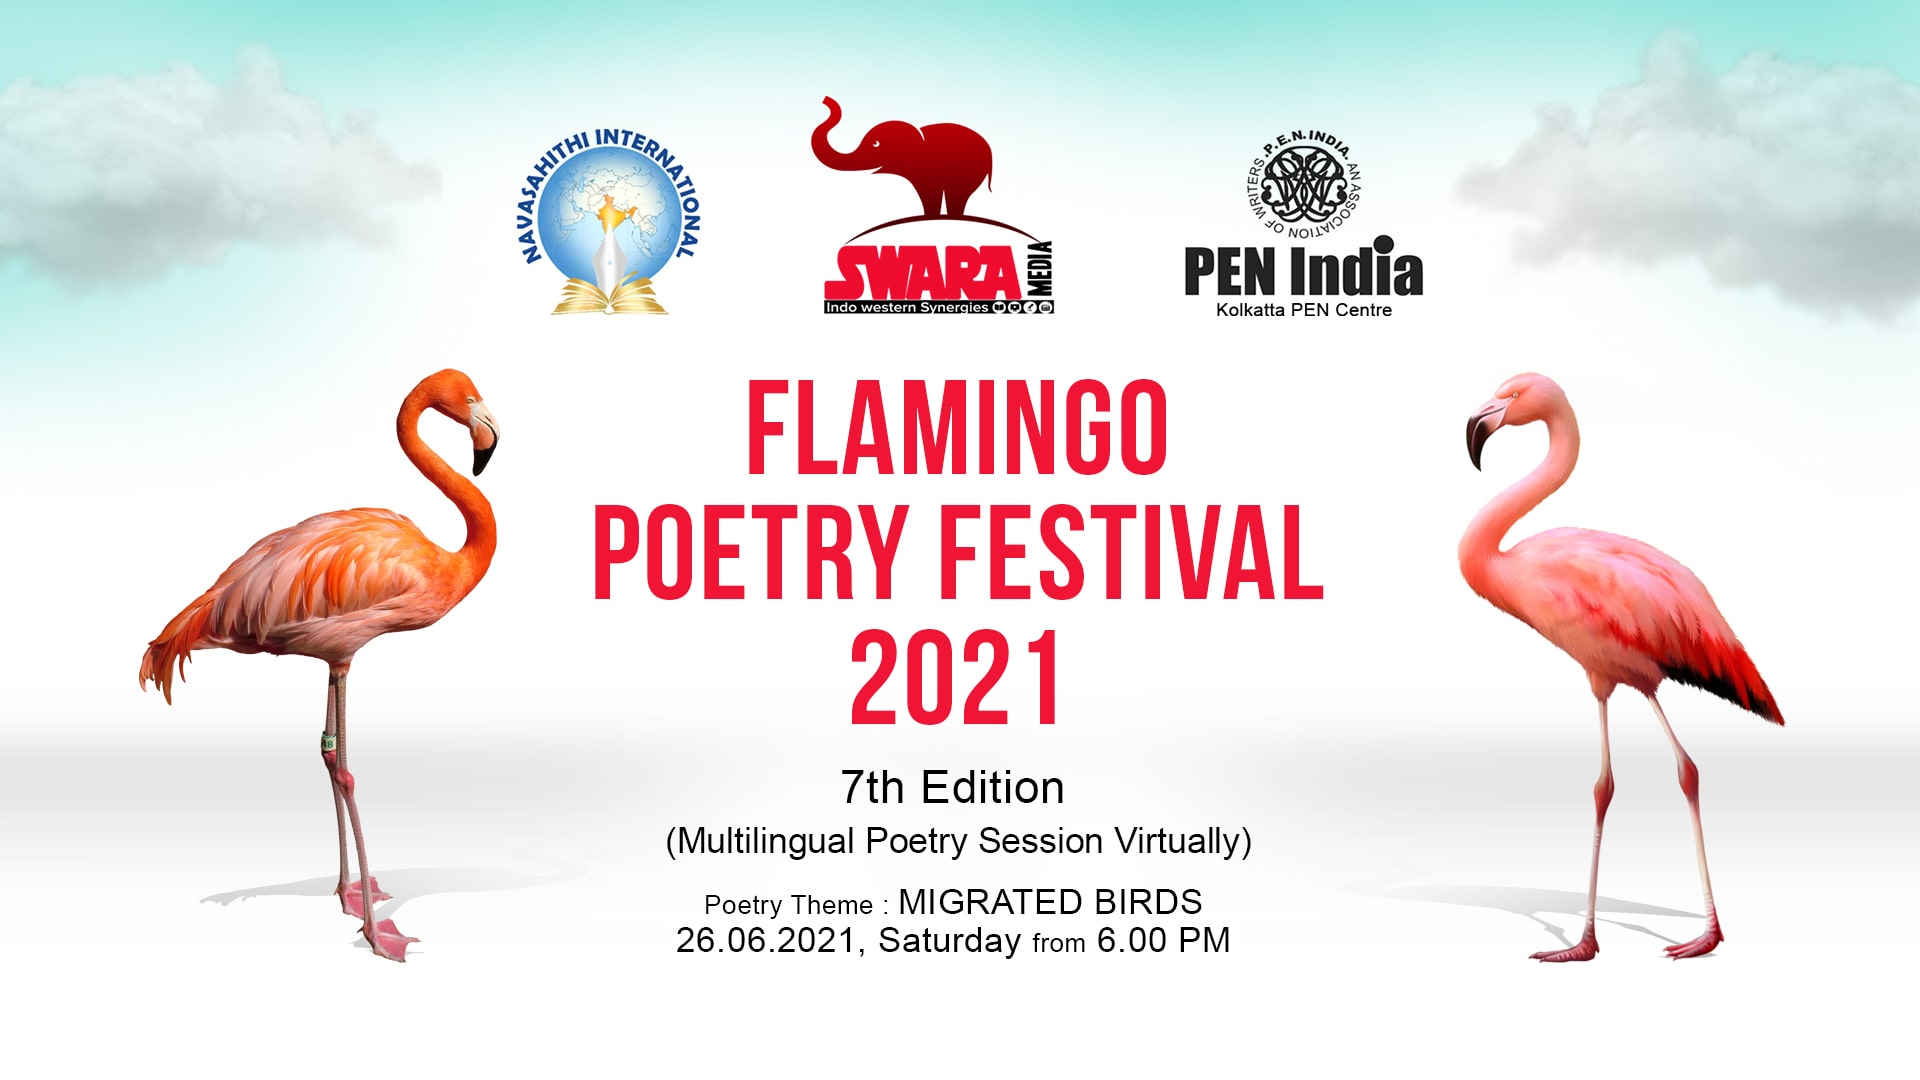 NAVASAHITHI INTERNATIONAL
SWARA MEDIA
Indo western Synergies
.P.E.N. INDIA. AN ASSOCIATION OF WRITERS
PEN India
Kolkatta PEN Centre
FLAMINGO
POETRY FESTIVAL
2021
7th Edition
(Multilingual Poetry Session Virtually)
Poetry Theme : MIGRATED BIRDS
26.06.2021, Saturday from 6.00 PM